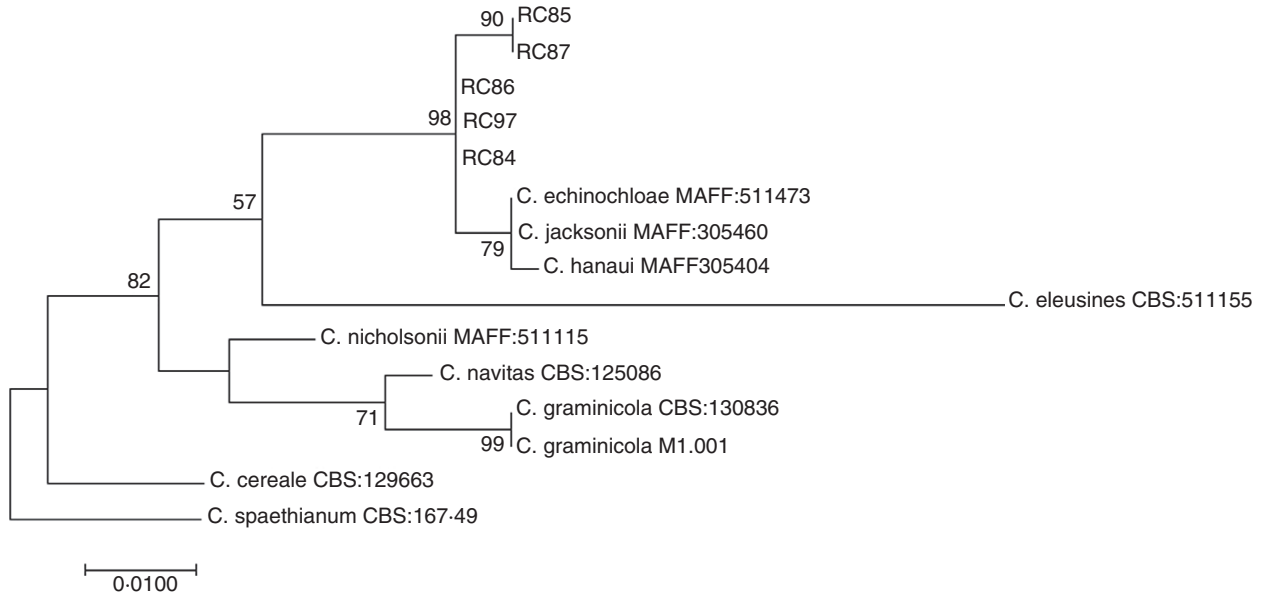 90
RC85
RC87
RC86
98
RC97
RC84
C. echinochloae MAFF:511473
57
C. jacksonii MAFF:305460
79
C. hanaui MAFF305404
82
C. eleusines CBS:511155
C. nicholsonii MAFF:511115
C. navitas CBS:125086
71
C. graminicola CBS:130836
99
C. graminicola M1.001
C. cereale CBS:129663
C. spaethianum CBS:167·49
0·0100